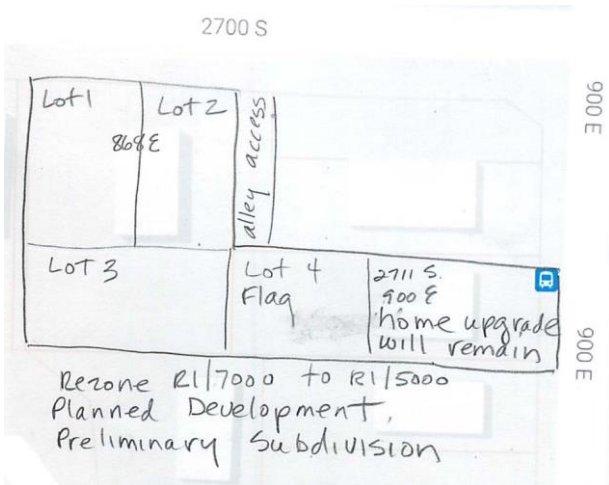 2700 S
900 E
Lot 1
Lot 2
868 E
alley access
Lot 3
Lot 4
Flag
2711 S.
900 E
home upgrade
will remain
900 E
Rezone R1/7000 to R1/5000
Planned Development,
Preliminary Subdivision